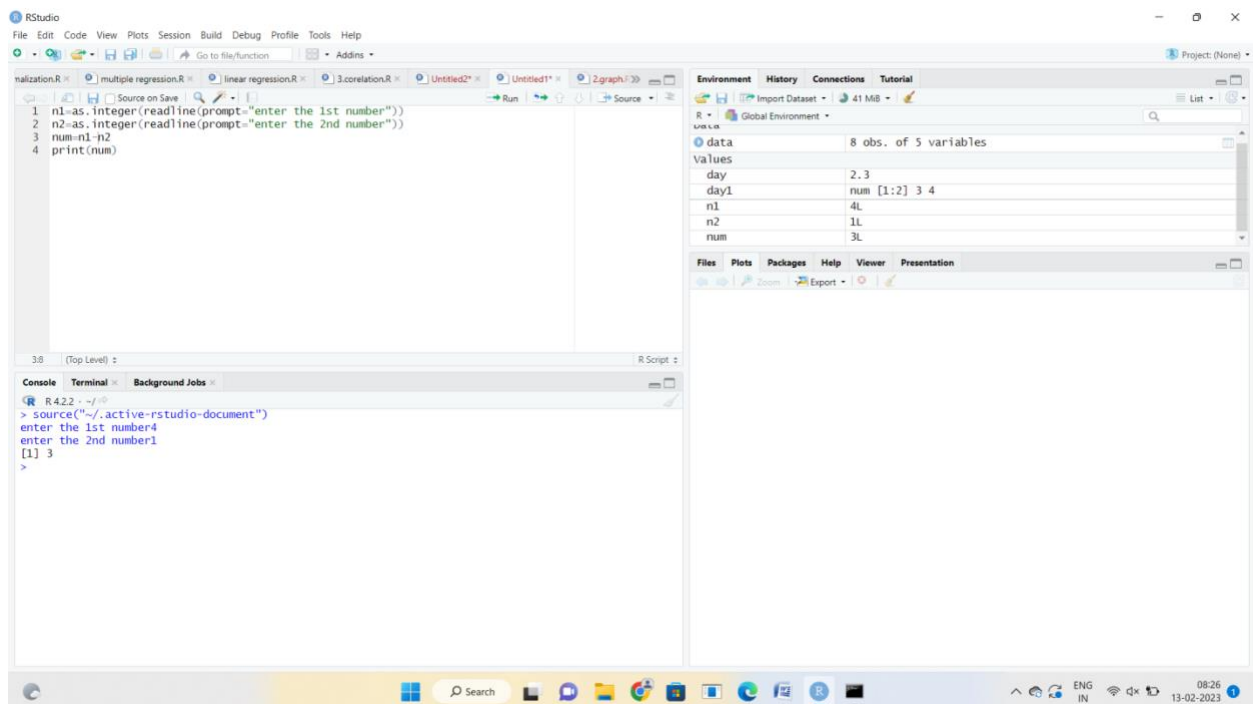 RStudio
File Edit Code View Plots Session Build Debug Profile Tools Help
Go to file/function Addins Project: (None)
nalization.R multiple regression.R linear regression.R 3.corelation.R Untitled2* Untitled1* 2.graph.
Source on Save Run Source
1 n1=as.integer(readline(prompt="enter the 1st number"))
2 n2=as.integer(readline(prompt="enter the 2nd number"))
3 num=n1-n2
4 print(num)
3:8 (Top Level) R Script
Console Terminal Background Jobs
R 4.2.2 · ~/
> source("~/.active-rstudio-document")
enter the 1st number4
enter the 2nd number1
[1] 3
>
Environment History Connections Tutorial
Import Dataset 41 MiB List
R Global Environment
Data
data 8 obs. of 5 variables
Values
day 2.3
day1 num [1:2] 3 4
n1 4L
n2 1L
num 3L
Files Plots Packages Help Viewer Presentation
Zoom Export
Search
ENG
IN
08:26
13-02-2023
1